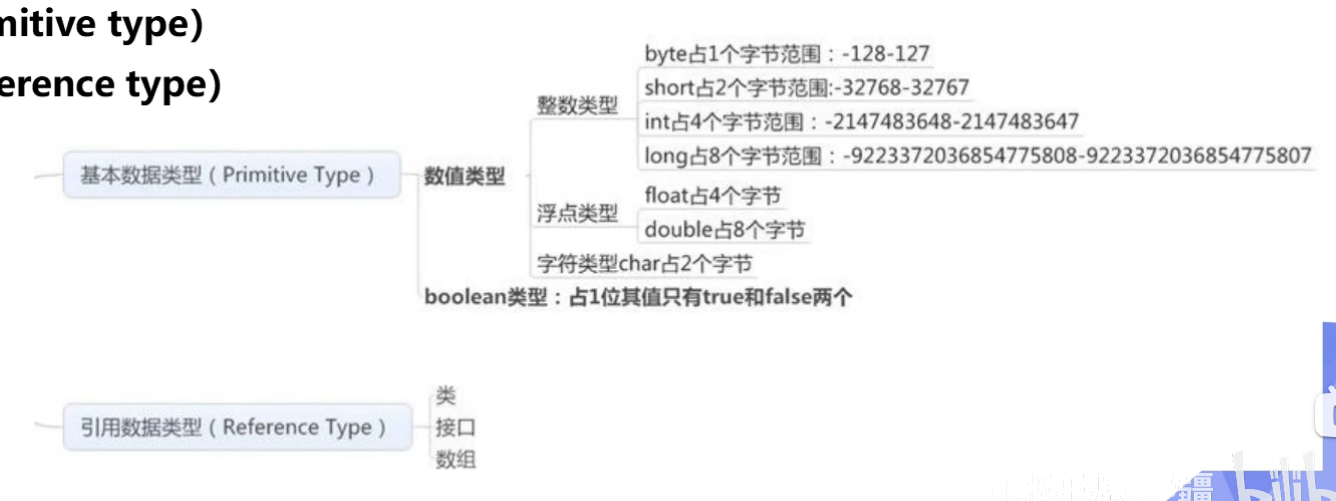 mitive type)
erence type)
byte占1个字节范围：-128-127
short占2个字节范围:-32768-32767
整数类型
int占4个字节范围：-2147483648-2147483647
long占8个字节范围：-9223372036854775808-9223372036854775807
基本数据类型（Primitive Type）
数值类型
float占4个字节
浮点类型
double占8个字节
字符类型char占2个字节
boolean类型：占1位其值只有true和false两个
类
引用数据类型（Reference Type）
接口
数组